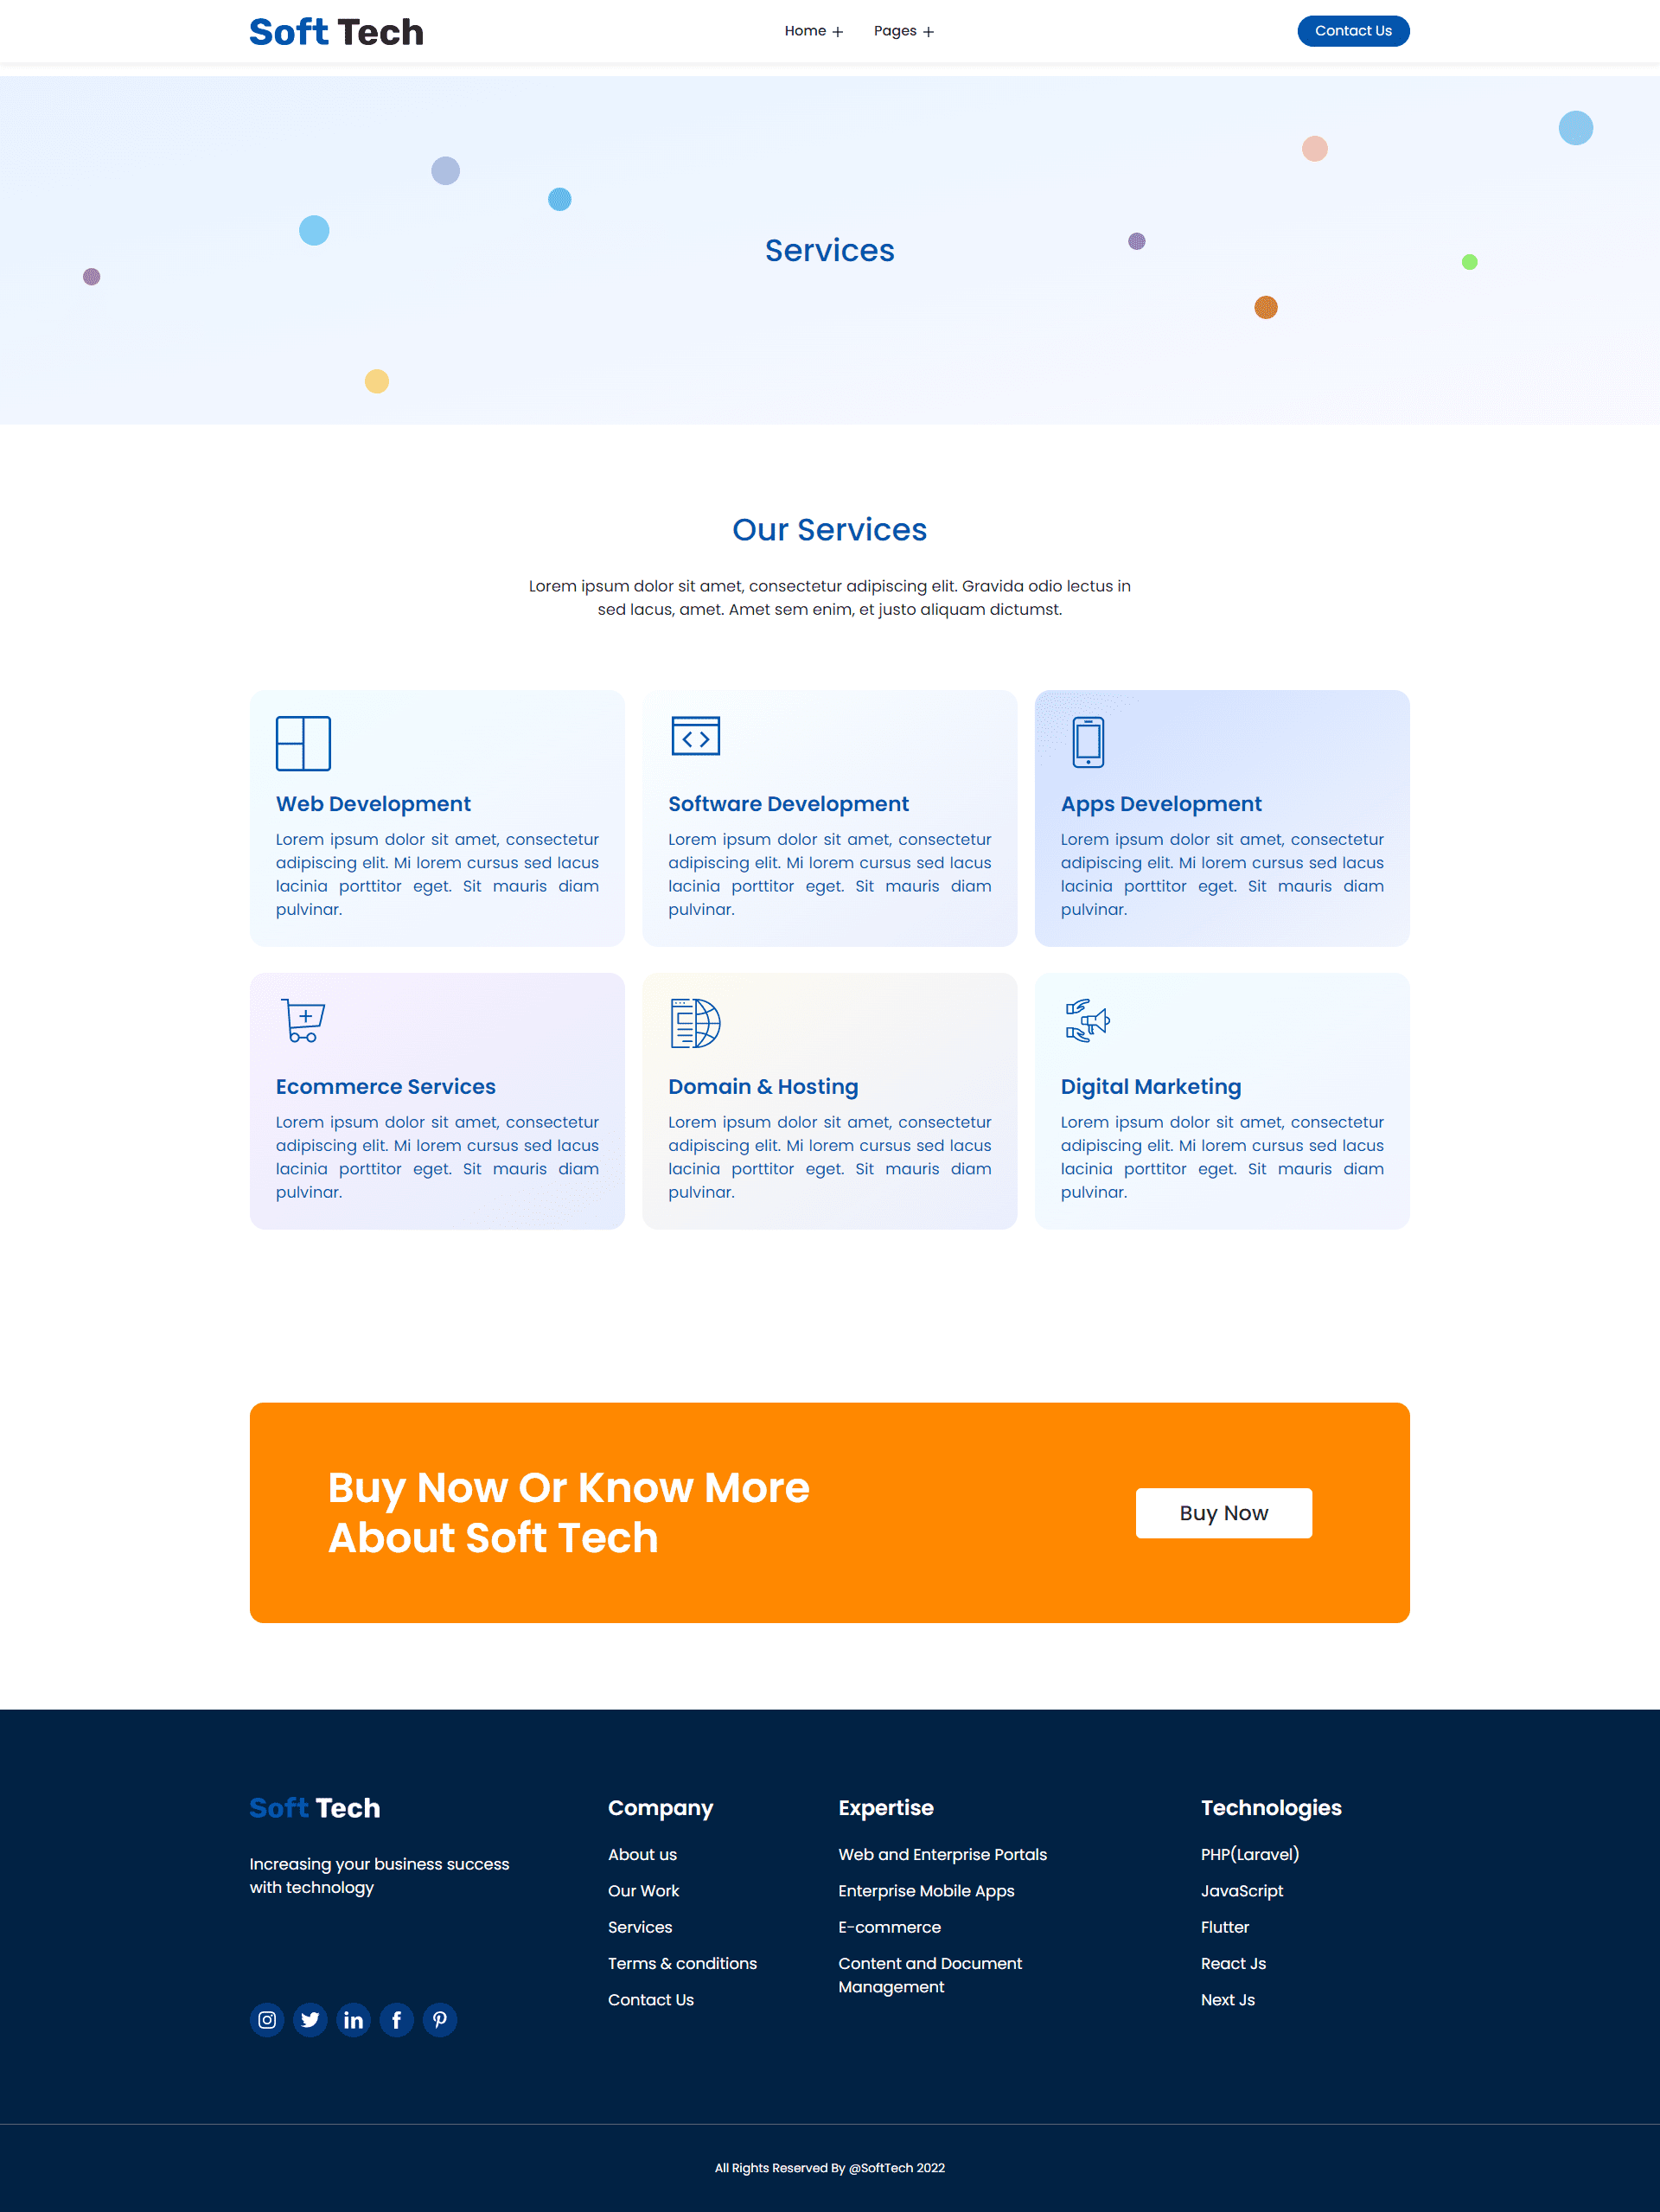 Soft Tech
Home +
Pages +
Contact Us
Services
Our Services
Lorem ipsum dolor sit amet, consectetur adipiscing elit. Gravida odio lectus in
sed lacus, amet. Amet sem enim, et justo aliquam dictumst.
Web Development
Lorem ipsum dolor sit amet, consectetur
adipiscing elit. Mi lorem cursus sed lacus
lacinia porttitor eget. Sit mauris diam
pulvinar.
Software Development
Lorem ipsum dolor sit amet, consectetur
adipiscing elit. Mi lorem cursus sed lacus
lacinia porttitor eget. Sit mauris diam
pulvinar.
Apps Development
Lorem ipsum dolor sit amet, consectetur
adipiscing elit. Mi lorem cursus sed lacus
lacinia porttitor eget. Sit mauris diam
pulvinar.
Ecommerce Services
Lorem ipsum dolor sit amet, consectetur
adipiscing elit. Mi lorem cursus sed lacus
lacinia porttitor eget. Sit mauris diam
pulvinar.
Domain & Hosting
Lorem ipsum dolor sit amet, consectetur
adipiscing elit. Mi lorem cursus sed lacus
lacinia porttitor eget. Sit mauris diam
pulvinar.
Digital Marketing
Lorem ipsum dolor sit amet, consectetur
adipiscing elit. Mi lorem cursus sed lacus
lacinia porttitor eget. Sit mauris diam
pulvinar.
Buy Now Or Know More
About Soft Tech
Buy Now
Soft Tech
Increasing your business success
with technology
Company
About us
Our Work
Services
Terms & conditions
Contact Us
Expertise
Web and Enterprise Portals
Enterprise Mobile Apps
E-commerce
Content and Document
Management
Technologies
PHP(Laravel)
JavaScript
Flutter
React Js
Next Js
All Rights Reserved By @SoftTech 2022